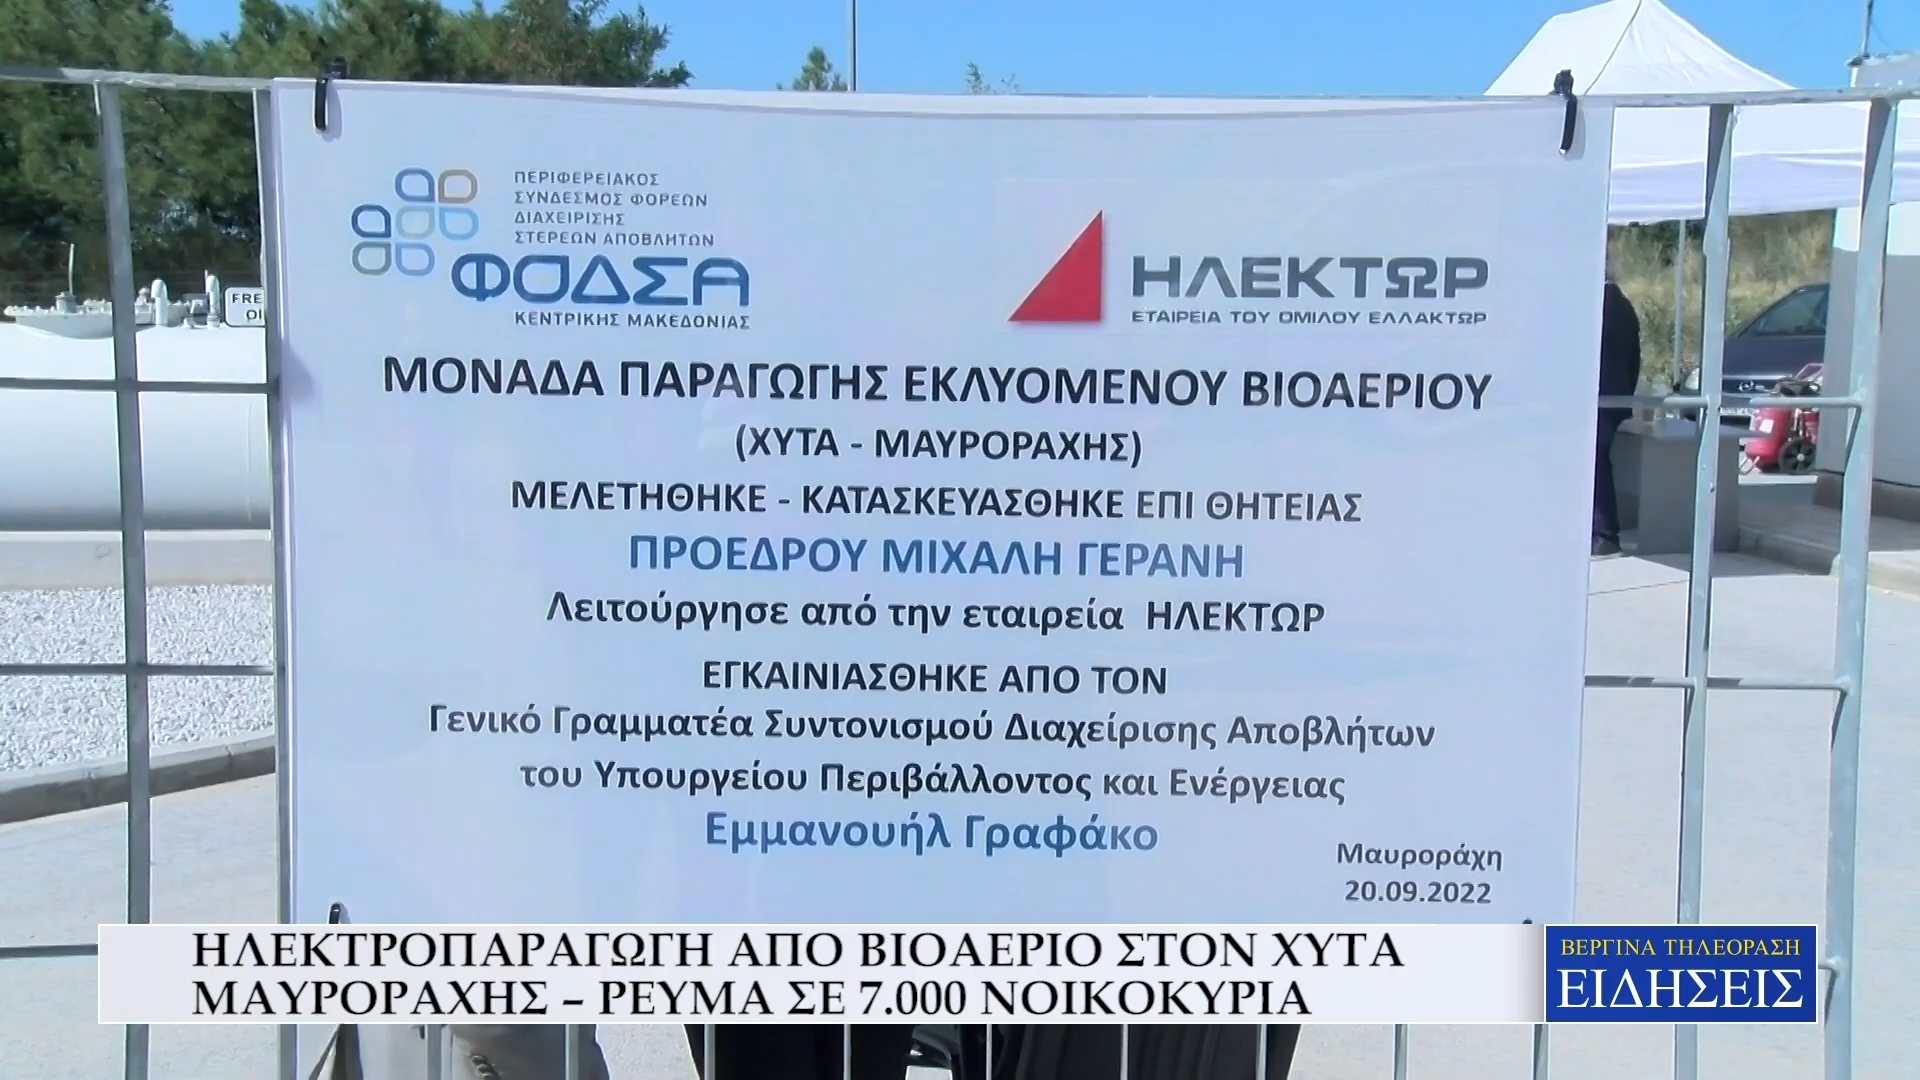 ΠΕΡΙΦΕΡΕΙΑΚΟΣ
ΣΥΝΔΕΣΜΟΣ ΦΟΡΕΩΝ
ΔΙΑΧΕΙΡΙΣΗΣ
ΣΤΕΡΕΩΝ ΑΠΟΒΛΗΤΩΝ
ΦΟΔΣΑ
ΚΕΝΤΡΙΚΗΣ ΜΑΚΕΔΟΝΙΑΣ
ΗΛΕΚΤΩΡ
ΕΤΑΙΡΕΙΑ ΤΟΥ ΟΜΙΛΟΥ ΕΛΛΑΚΤΩΡ
ΜΟΝΑΔΑ ΠΑΡΑΓΩΓΗΣ ΕΚΛΥΟΜΕΝΟΥ ΒΙΟΑΕΡΙΟΥ
(ΧΥΤΑ - ΜΑΥΡΟΡΑΧΗΣ)
ΜΕΛΕΤΗΘΗΚΕ - ΚΑΤΑΣΚΕΥΑΣΘΗΚΕ ΕΠΙ ΘΗΤΕΙΑΣ
ΠΡΟΕΔΡΟΥ ΜΙΧΑΛΗ ΓΕΡΑΝΗ
Λειτούργησε από την εταιρεία ΗΛΕΚΤΩΡ
ΕΓΚΑΙΝΙΑΣΘΗΚΕ ΑΠΟ ΤΟΝ
Γενικό Γραμματέα Συντονισμού Διαχείρισης Αποβλήτων
του Υπουργείου Περιβάλλοντος και Ενέργειας
Εμμανουήλ Γραφάκο
Μαυροράχη
20.09.2022
ΗΛΕΚΤΡΟΠΑΡΑΓΩΓΗ ΑΠΟ ΒΙΟΑΕΡΙΟ ΣΤΟΝ ΧΥΤΑ
ΜΑΥΡΟΡΑΧΗΣ – ΡΕΥΜΑ ΣΕ 7.000 ΝΟΙΚΟΚΥΡΙΑ
ΒΕΡΓΙΝΑ ΤΗΛΕΟΡΑΣΗ
ΕΙΔΗΣΕΙΣ